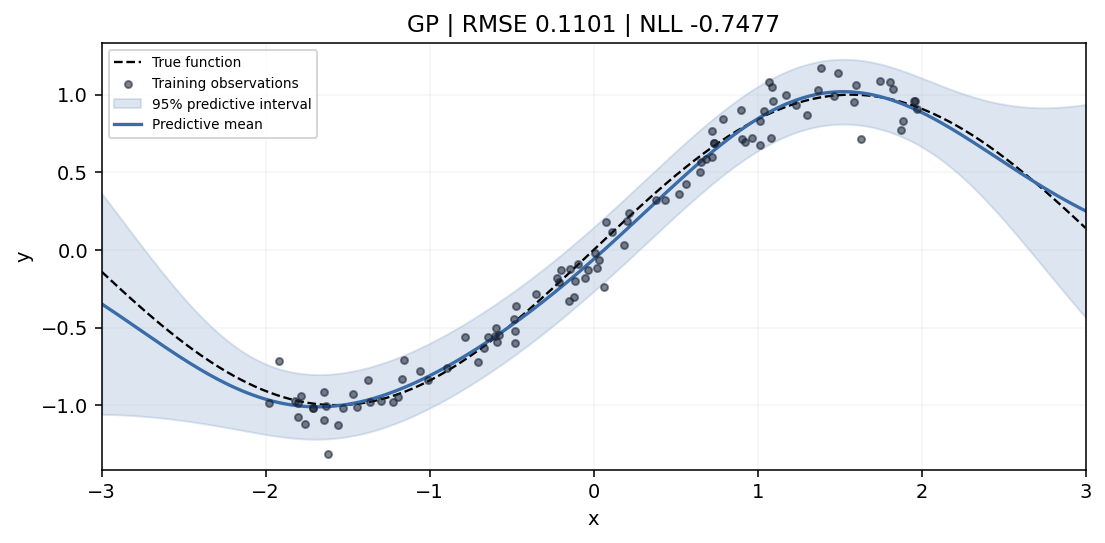 GP | RMSE 0.1101 | NLL -0.7477
True function
Training observations
95% predictive interval
Predictive mean
y
1.0
0.5
0.0
−0.5
−1.0
−3
−2
−1
0
1
2
3
x